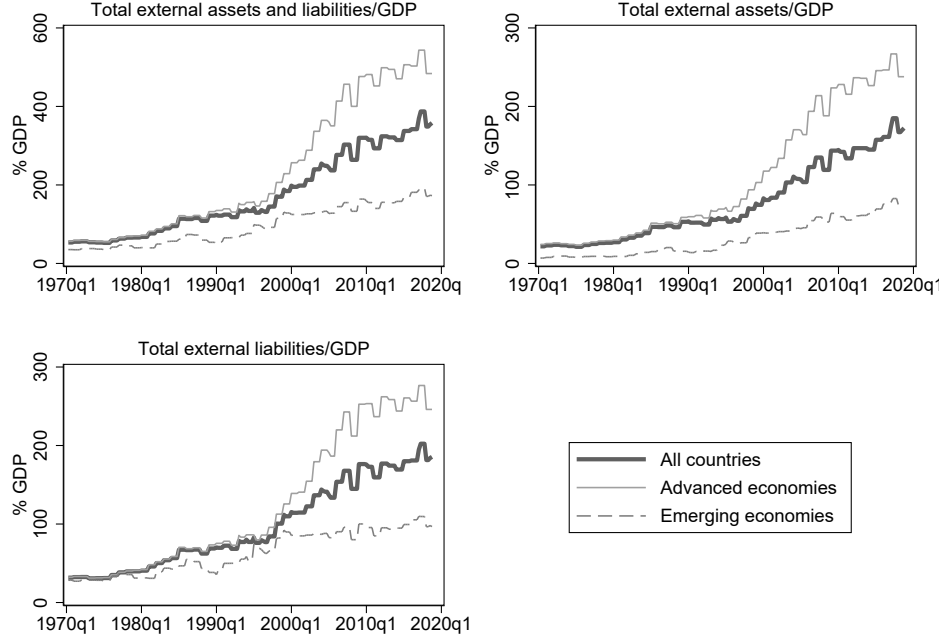 Total external assets and liabilities/GDP
% GDP
600
400
200
0
1970q1 1980q1 1990q1 2000q1 2010q1 2020q
Total external assets/GDP
% GDP
300
200
100
0
1970q1 1980q1 1990q1 2000q1 2010q1 2020q1
Total external liabilities/GDP
% GDP
300
200
100
0
1970q1 1980q1 1990q1 2000q1 2010q1 2020q1
All countries
Advanced economies
Emerging economies